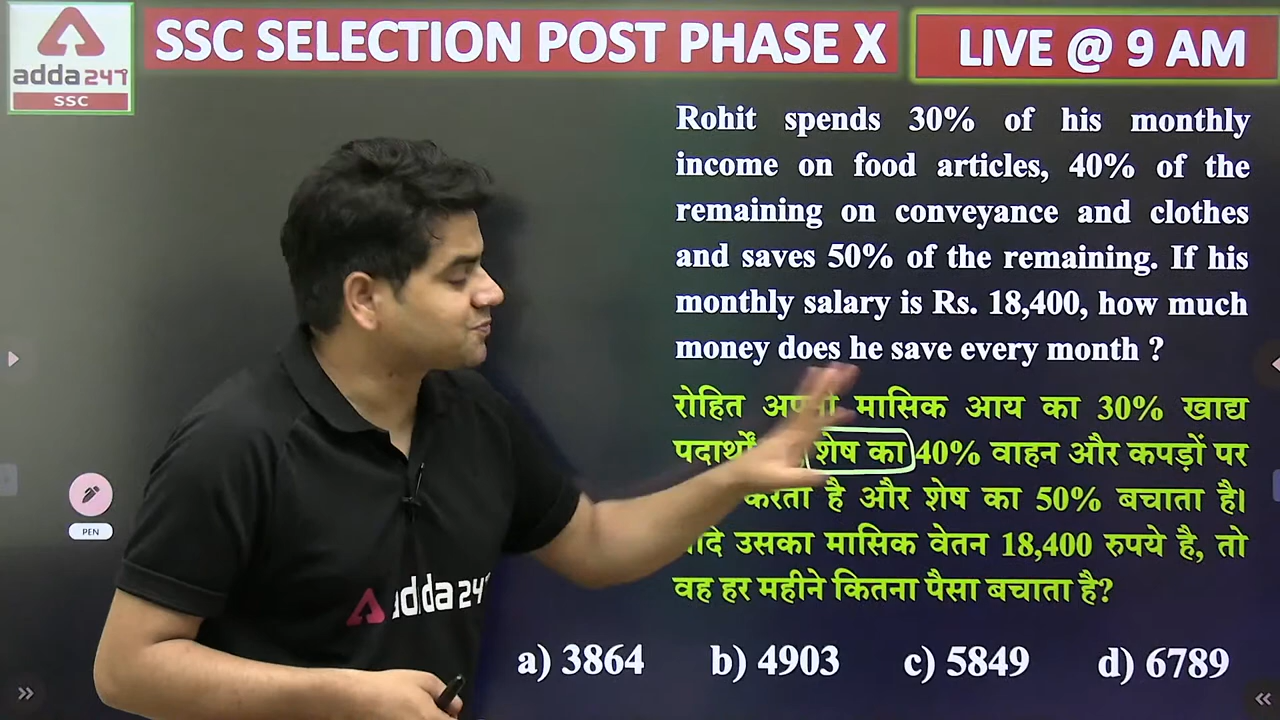 adda247
SSC
SSC SELECTION POST PHASE X
LIVE @ 9 AM
Rohit spends 30% of his monthly
income on food articles, 40% of the
remaining on conveyance and clothes
and saves 50% of the remaining. If his
monthly salary is Rs. 18,400, how much
money does he save every month ?
रोहित मासिक आय का 30% खाद्य
शेष का 40% वाहन और कपड़ों पर
करता है और शेष का 50% बचाता है।
उसका मासिक वेतन 18,400 रुपये है, तो
वह हर महीने कितना पैसा बचाता है?
a) 3864 b) 4903 c) 5849 d) 6789
PEN
adda 247